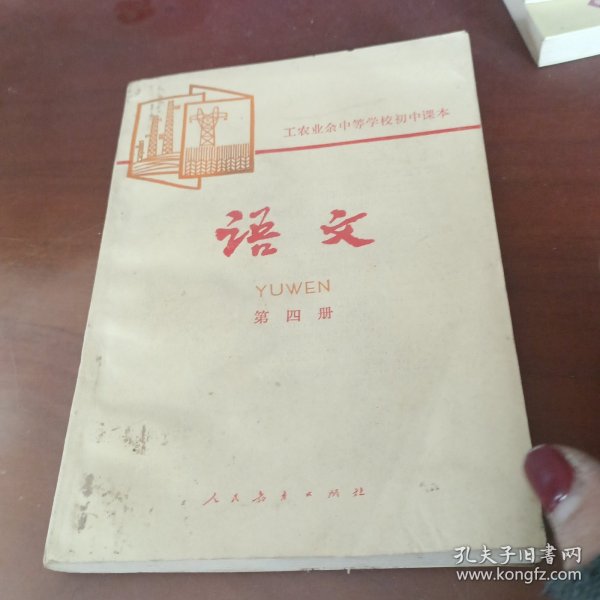 工农业余中等学校初中课本
语文
YUWEN
第四册
人民教育出版社
孔夫子旧书网
www.kongfz.com